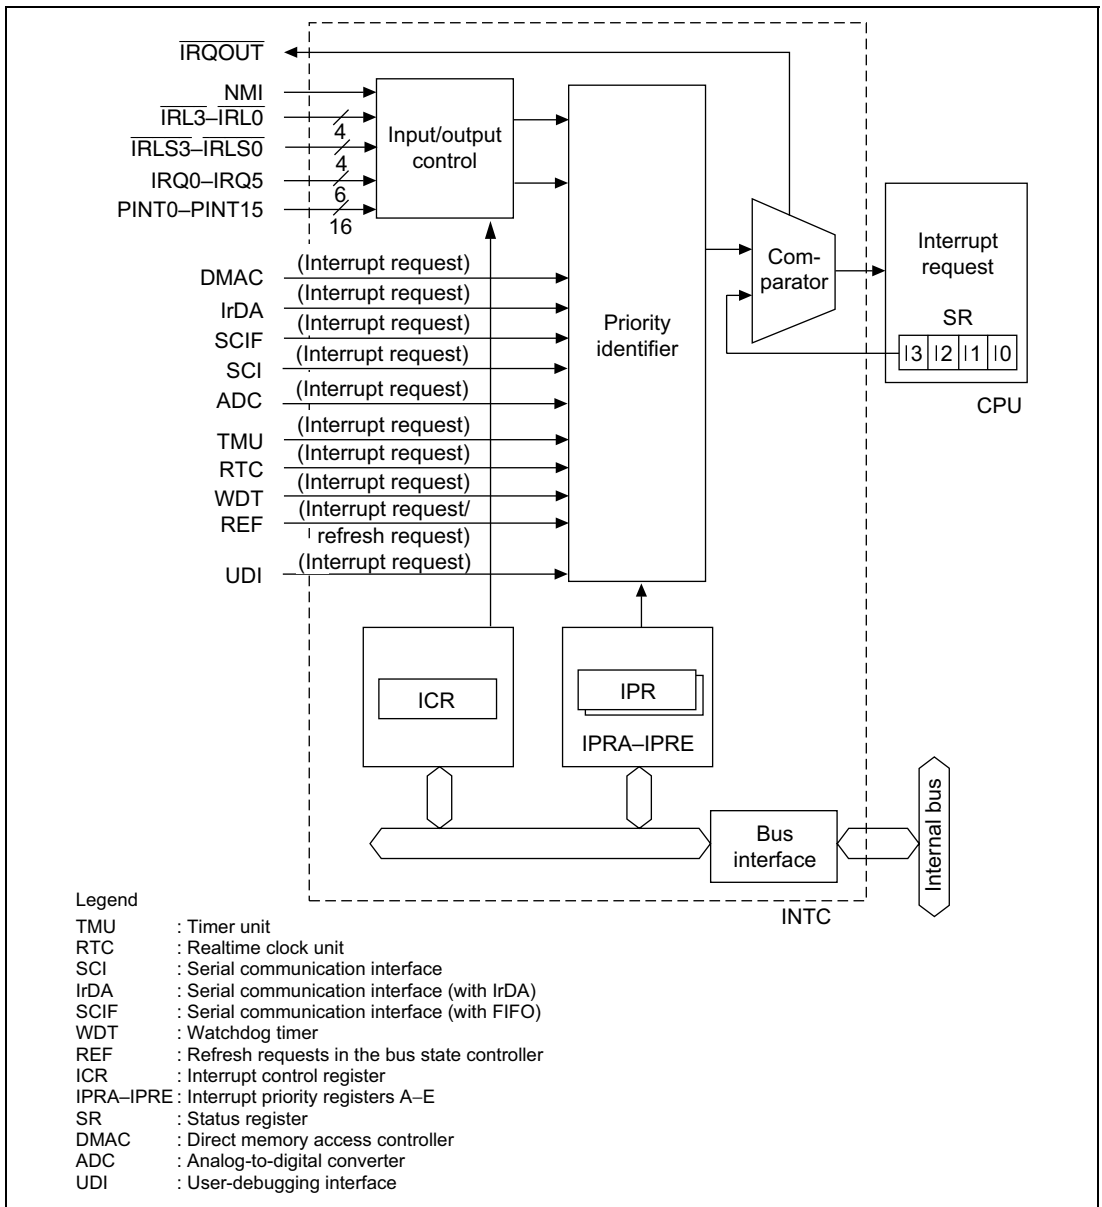 IRQOUT
NMI
IRL3–IRL0
4
IRLS3–IRLS0
4
IRQ0–IRQ5
6
PINT0–PINT15
16
Input/output
control
DMAC (Interrupt request)
IrDA (Interrupt request)
SCIF (Interrupt request)
SCI (Interrupt request)
ADC (Interrupt request)
TMU (Interrupt request)
RTC (Interrupt request)
WDT (Interrupt request)
REF (Interrupt request/
refresh request)
UDI (Interrupt request)
Priority
identifier
Com-
parator
Interrupt
request
SR
I3 I2 I1 I0
CPU
ICR
IPR
IPRA–IPRE
Bus
interface
Internal bus
INTC
Legend
TMU : Timer unit
RTC : Realtime clock unit
SCI : Serial communication interface
IrDA : Serial communication interface (with IrDA)
SCIF : Serial communication interface (with FIFO)
WDT : Watchdog timer
REF : Refresh requests in the bus state controller
ICR : Interrupt control register
IPRA–IPRE : Interrupt priority registers A–E
SR : Status register
DMAC : Direct memory access controller
ADC : Analog-to-digital converter
UDI : User-debugging interface